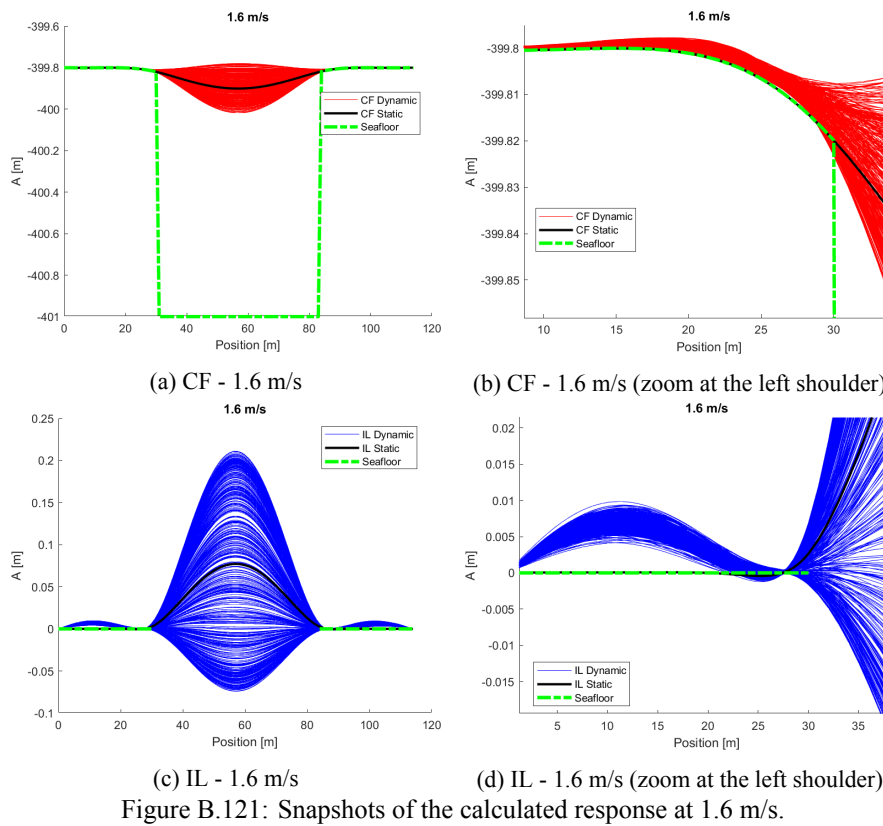 1.6 m/s
-399.6
-399.8
-400
-400.2
-400.4
-400.6
-400.8
-401
A [m]
CF Dynamic
CF Static
Seafloor
0 20 40 60 80 100 120
Position [m]
(a) CF - 1.6 m/s
1.6 m/s
-399.8
-399.81
-399.82
-399.83
-399.84
-399.85
A [m]
CF Dynamic
CF Static
Seafloor
10 15 20 25 30
Position [m]
(b) CF - 1.6 m/s (zoom at the left shoulder)
1.6 m/s
0.25
0.2
0.15
0.1
0.05
0
-0.05
-0.1
A [m]
IL Dynamic
IL Static
Seafloor
0 20 40 60 80 100 120
Position [m]
(c) IL - 1.6 m/s
1.6 m/s
0.02
0.015
0.01
0.005
0
-0.005
-0.01
-0.015
A [m]
IL Dynamic
IL Static
Seafloor
5 10 15 20 25 30 35
Position [m]
(d) IL - 1.6 m/s (zoom at the left shoulder)
Figure B.121: Snapshots of the calculated response at 1.6 m/s.